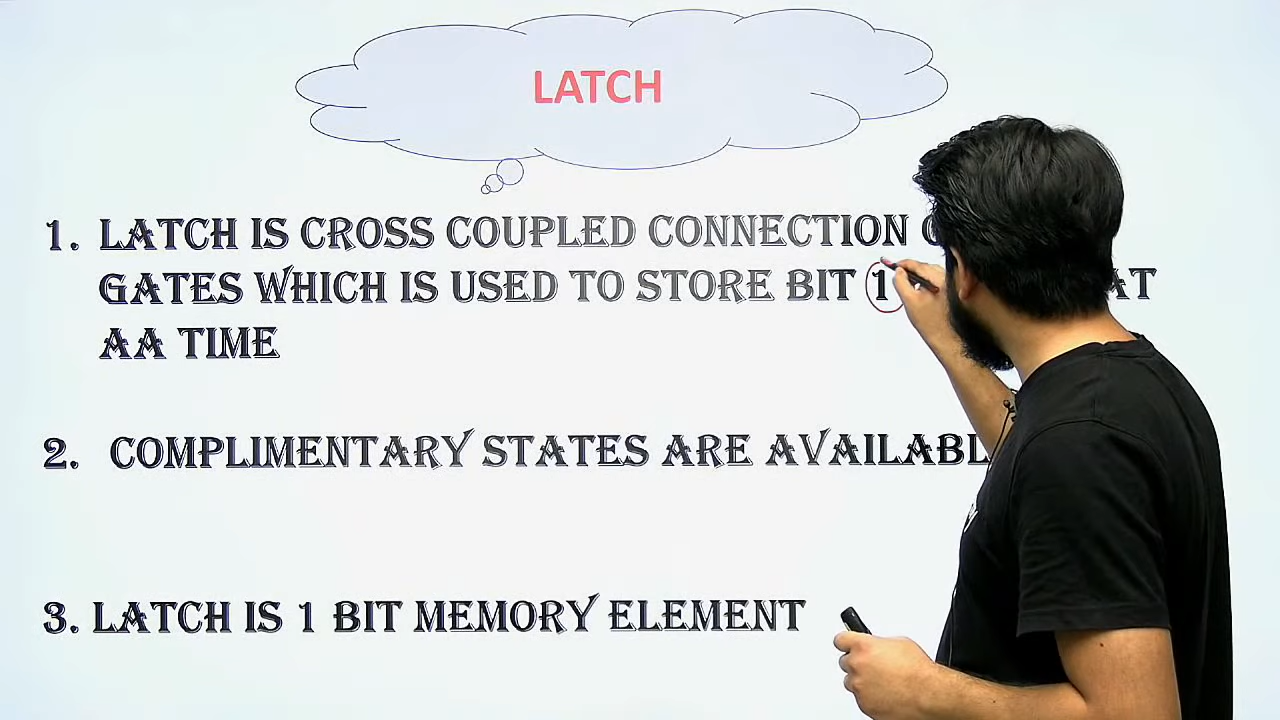 LATCH
1. LATCH IS CROSS COUPLED CONNECTION
GATES WHICH IS USED TO STORE BIT 1 AT
AA TIME
2. COMPLIMENTARY STATES ARE
3. LATCH IS 1 BIT MEMORY ELEMENT